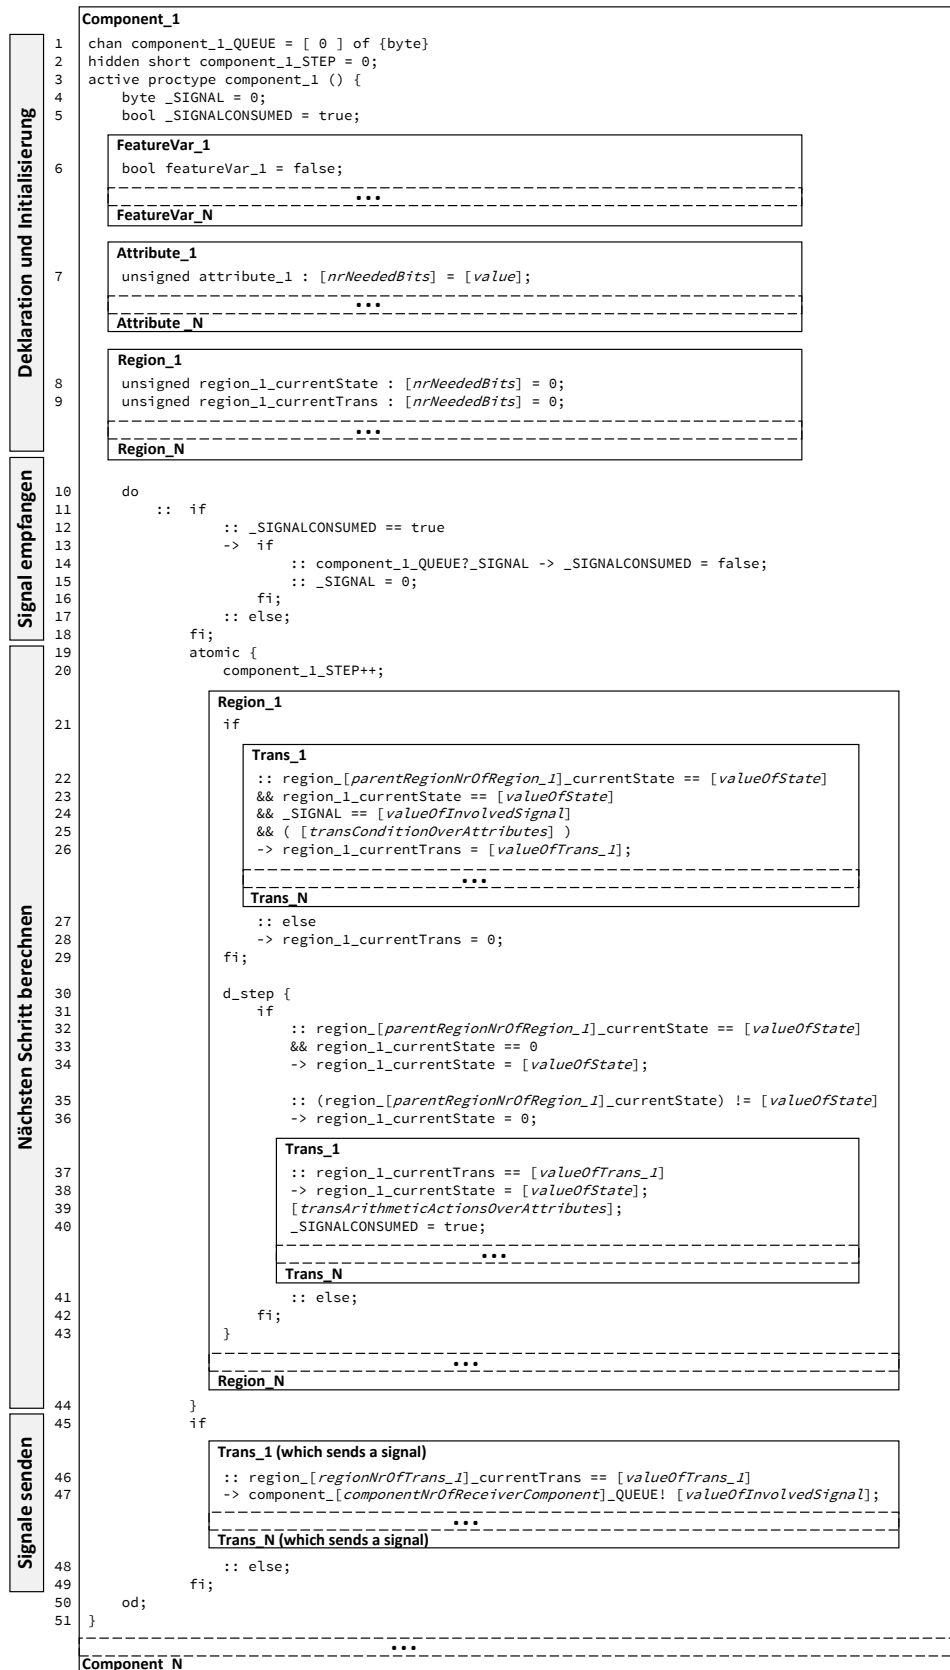 Component_1
Deklaration und Initialisierung
1 chan component_1_QUEUE = [ 0 ] of {byte}
2 hidden short component_1_STEP = 0;
3 active proctype component_1 () {
4 byte _SIGNAL = 0;
5 bool _SIGNALCONSUMED = true;
FeatureVar_1
6 bool featureVar_1 = false;
...
FeatureVar_N
Attribute_1
7 unsigned attribute_1 : [nrNeededBits] = [value];
...
Attribute _N
Region_1
8 unsigned region_1_currentState : [nrNeededBits] = 0;
9 unsigned region_1_currentTrans : [nrNeededBits] = 0;
...
Region_N
Signal empfangen
10 do
11 :: if
12 :: _SIGNALCONSUMED == true
13 -> if
14 :: component_1_QUEUE?_SIGNAL -> _SIGNALCONSUMED = false;
15 :: _SIGNAL = 0;
16 fi;
17 :: else;
18 fi;
Nächsten Schritt berechnen
19 atomic {
20 component_1_STEP++;
Region_1
21 if
Trans_1
22 :: region_[parentRegionNrOfRegion_1]_currentState == [valueOfState]
23 && region_1_currentState == [valueOfState]
24 && _SIGNAL == [valueOfInvolvedSignal]
25 && ( [transConditionOverAttributes] )
26 -> region_1_currentTrans = [valueOfTrans_1];
...
Trans_N
27 :: else
28 -> region_1_currentTrans = 0;
29 fi;
30 d_step {
31 if
32 :: region_[parentRegionNrOfRegion_1]_currentState == [valueOfState]
33 && region_1_currentState == 0
34 -> region_1_currentState = [valueOfState];
35 :: (region_[parentRegionNrOfRegion_1]_currentState) != [valueOfState]
36 -> region_1_currentState = 0;
Trans_1
37 :: region_1_currentTrans == [valueOfTrans_1]
38 -> region_1_currentState = [valueOfState];
39 [transArithmeticActionsOverAttributes];
40 _SIGNALCONSUMED = true;
...
Trans_N
41 :: else;
42 fi;
43 }
...
Region_N
44 }
Signale senden
45 if
Trans_1 (which sends a signal)
46 :: region_[regionNrOfTrans_1]_currentTrans == [valueOfTrans_1]
47 -> component_[componentNrOfReceiverComponent]_QUEUE! [valueOfInvolvedSignal];
...
Trans_N (which sends a signal)
48 :: else;
49 fi;
50 od;
51 }
...
Component_N